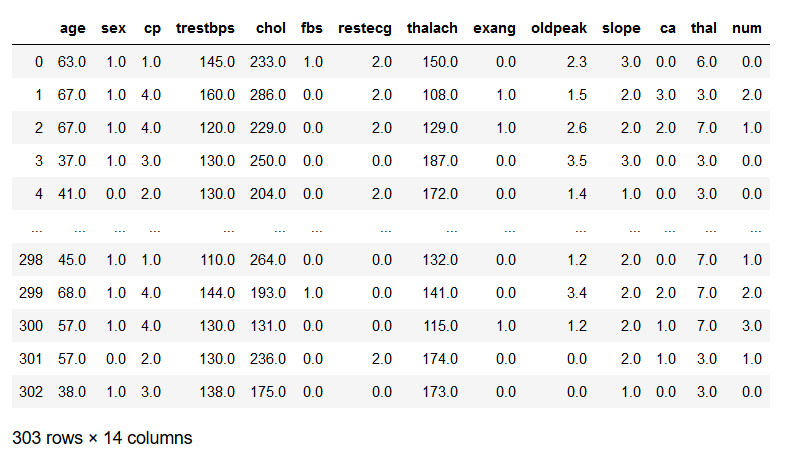 age sex cp trestbps chol fbs restecg thalach exang oldpeak slope ca thal num
0 63.0 1.0 1.0 145.0 233.0 1.0 2.0 150.0 0.0 2.3 3.0 0.0 6.0 0.0
1 67.0 1.0 4.0 160.0 286.0 0.0 2.0 108.0 1.0 1.5 2.0 3.0 3.0 2.0
2 67.0 1.0 4.0 120.0 229.0 0.0 2.0 129.0 1.0 2.6 2.0 2.0 7.0 1.0
3 37.0 1.0 3.0 130.0 250.0 0.0 0.0 187.0 0.0 3.5 3.0 0.0 3.0 0.0
4 41.0 0.0 2.0 130.0 204.0 0.0 2.0 172.0 0.0 1.4 1.0 0.0 3.0 0.0
... ... ... ... ... ... ... ... ... ... ... ... ... ... ...
298 45.0 1.0 1.0 110.0 264.0 0.0 0.0 132.0 0.0 1.2 2.0 0.0 7.0 1.0
299 68.0 1.0 4.0 144.0 193.0 1.0 0.0 141.0 0.0 3.4 2.0 2.0 7.0 2.0
300 57.0 1.0 4.0 130.0 131.0 0.0 0.0 115.0 1.0 1.2 2.0 1.0 7.0 3.0
301 57.0 0.0 2.0 130.0 236.0 0.0 2.0 174.0 0.0 0.0 2.0 1.0 3.0 1.0
302 38.0 1.0 3.0 138.0 175.0 0.0 0.0 173.0 0.0 0.0 1.0 0.0 3.0 0.0
303 rows × 14 columns